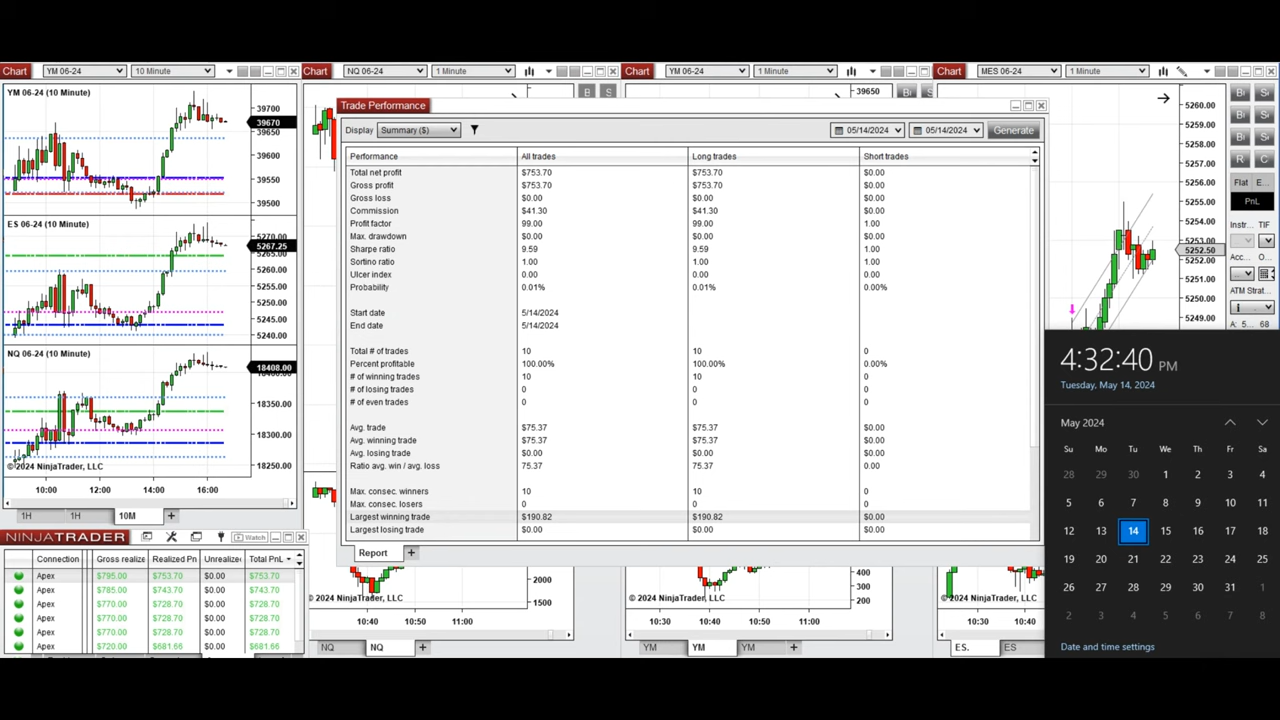 Chart YM 06-24 10 Minute
Chart NQ 06-24 1 Minute
Chart YM 06-24 1 Minute
Chart MES 06-24 1 Minute
YM 06-24 (10 Minute)
39700
39670
39650
39600
39550
39500
ES 06-24 (10 Minute)
5270.00
5267.25
5260.00
5255.00
5250.00
5245.00
5240.00
NQ 06-24 (10 Minute)
18408.00
18350.00
18300.00
18250.00
© 2024 NinjaTrader, LLC
10:00 12:00 14:00 16:00
1H 1H 10M +
B S
39650
Trade Performance
Display Summary ($) 05/14/2024 05/14/2024 Generate
Performance All trades Long trades Short trades
Total net profit $753.70 $753.70 $0.00
Gross profit $753.70 $753.70 $0.00
Gross loss $0.00 $0.00 $0.00
Commission $41.30 $41.30 $0.00
Profit factor 99.00 99.00 1.00
Max. drawdown $0.00 $0.00 $0.00
Sharpe ratio 9.59 9.59 1.00
Sortino ratio 1.00 1.00 1.00
Ulcer index 0.00 0.00 0.00
Probability 0.01% 0.01% 0.00%
Start date 5/14/2024
End date 5/14/2024
Total # of trades 10 10 0
Percent profitable 100.00% 100.00% 0.00%
# of winning trades 10 10 0
# of losing trades 0 0 0
# of even trades 0 0 0
Avg. trade $75.37 $75.37 $0.00
Avg. winning trade $75.37 $75.37 $0.00
Avg. losing trade $0.00 $0.00 $0.00
Ratio avg. win / avg. loss 75.37 75.37 0.00
Max. consec. winners 10 10 0
Max. consec. losers 0 0 0
Largest winning trade $190.82 $190.82 $0.00
Largest losing trade $0.00 $0.00 $0.00
Report +
5260.00
5259.00
5258.00
5257.00
5256.00
5255.00
5254.00
5253.00
5252.50
5251.00
5250.00
5249.00
R C
Flat E...
PnL
Instr... TIF
Acc... O...
ATM Strat...
A: 5... 68
4:32:40 PM
Tuesday, May 14, 2024
May 2024
Su Mo Tu We Th Fr Sa
28 29 30 1 2 3 4
5 6 7 8 9 10 11
12 13 14 15 16 17 18
19 20 21 22 23 24 25
26 27 28 29 30 31 1
2 3 4 5 6 7 8
Date and time settings
NINJATRADER Watch
Connection Gross realize Realized Pn Unrealize Total PnL
Apex $795.00 $753.70 $0.00 $753.70
Apex $785.00 $743.70 $0.00 $743.70
Apex $770.00 $728.70 $0.00 $728.70
Apex $770.00 $728.70 $0.00 $728.70
Apex $770.00 $728.70 $0.00 $728.70
Apex $720.00 $681.66 $0.00 $681.66
2000
1500
© 2024 NinjaTrader, LLC
10:40 10:50 11:00
NQ NQ +
400
200
© 2024 NinjaTrader, LLC
10:30 10:40 10:50 11:00
YM YM YM +
© 2024 NinjaTrader, LLC
10:30 10:40
ES. ES